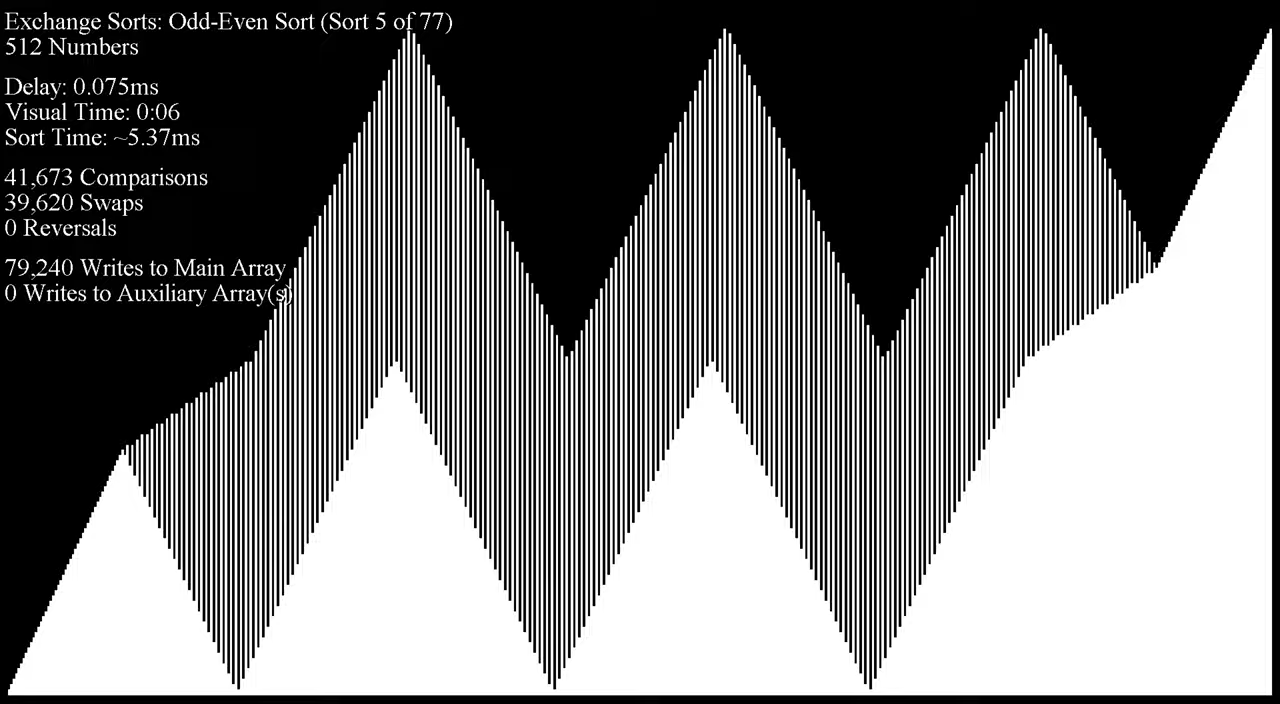 Exchange Sorts: Odd-Even Sort (Sort 5 of 77)
512 Numbers
Delay: 0.075ms
Visual Time: 0:06
Sort Time: ~5.37ms
41,673 Comparisons
39,620 Swaps
0 Reversals
79,240 Writes to Main Array
0 Writes to Auxiliary Array(s)